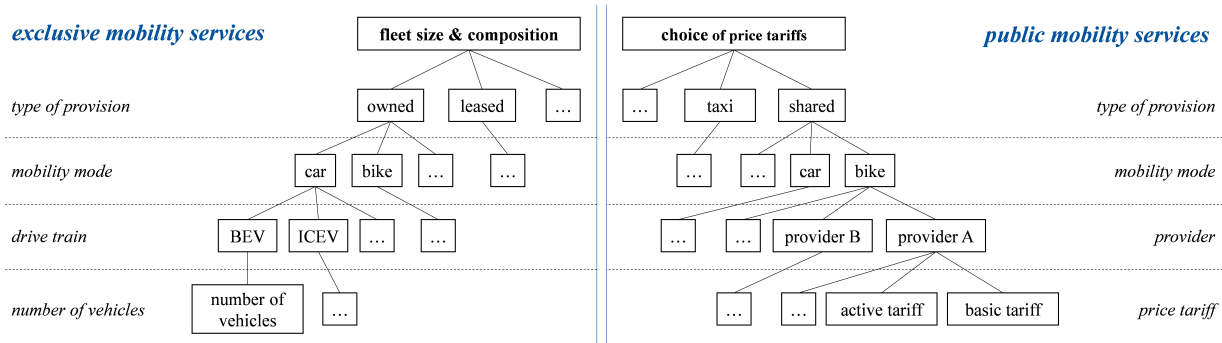 exclusive mobility services
fleet size & composition
type of provision
owned
leased
…
mobility mode
car
bike
…
…
drive train
BEV
ICEV
…
…
number of vehicles
number of
vehicles
…
choice of price tariffs
public mobility services
…
taxi
shared
type of provision
…
…
car
bike
mobility mode
…
…
provider B
provider A
provider
…
…
active tariff
basic tariff
price tariff